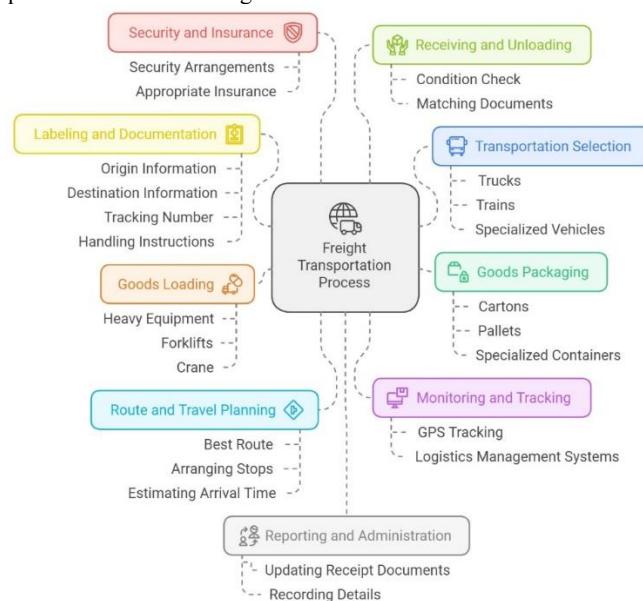 Security and Insurance
Security Arrangements
Appropriate Insurance
Labeling and Documentation
Origin Information
Destination Information
Tracking Number
Handling Instructions
Goods Loading
Heavy Equipment
Forklifts
Crane
Route and Travel Planning
Best Route
Arranging Stops
Estimating Arrival Time
Freight
Transportation
Process
Receiving and Unloading
Condition Check
Matching Documents
Transportation Selection
Trucks
Trains
Specialized Vehicles
Goods Packaging
Cartons
Pallets
Specialized Containers
Monitoring and Tracking
GPS Tracking
Logistics Management Systems
Reporting and Administration
Updating Receipt Documents
Recording Details